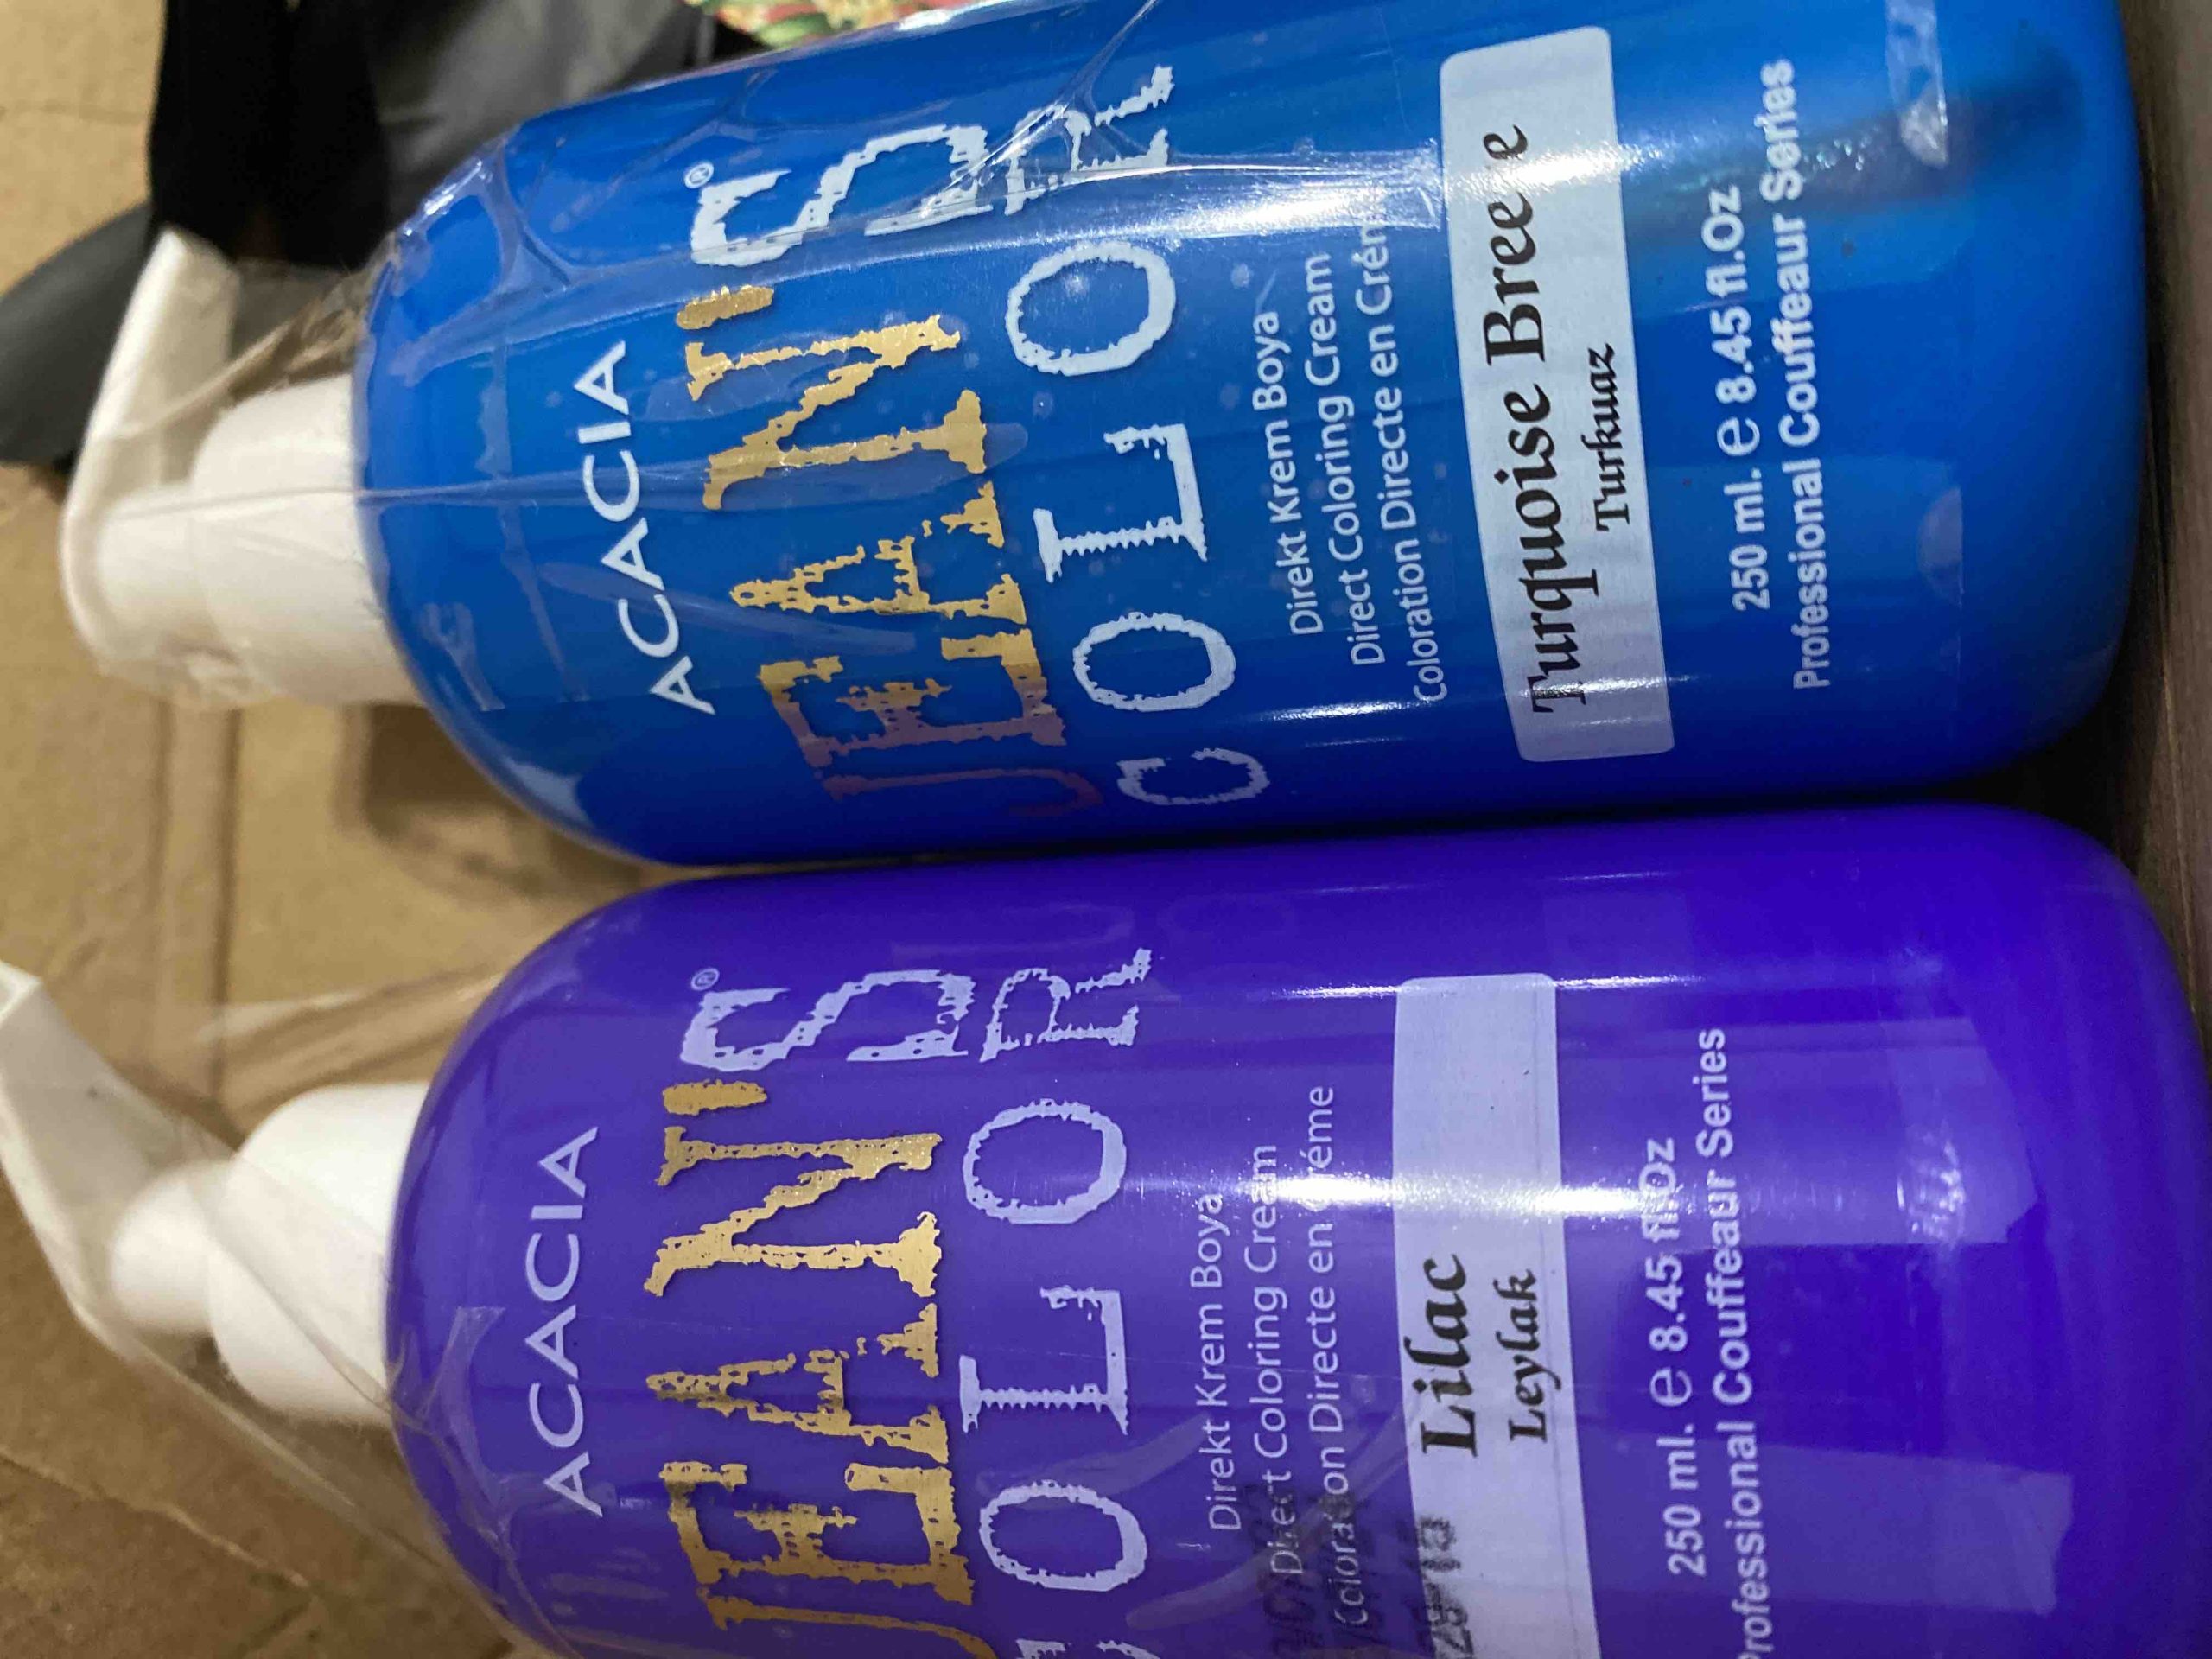 ACACIA
JEAN'S®
COLOR
Direkt Krem Boya
Direct Coloring Cream
Coloration Directe en Crém
Turquoise Bree e
Turkuaz
250 ml. e 8.45 fl.Oz
Professional Couffeaur Series
ACACIA
JEAN'S®
COLOR
Direkt Krem Boya
Direct Coloring Cream
Coloration Directe en Créme
Lilac
Leylak
250 ml. e 8.45 fl.Oz
Professional Couffeaur Series